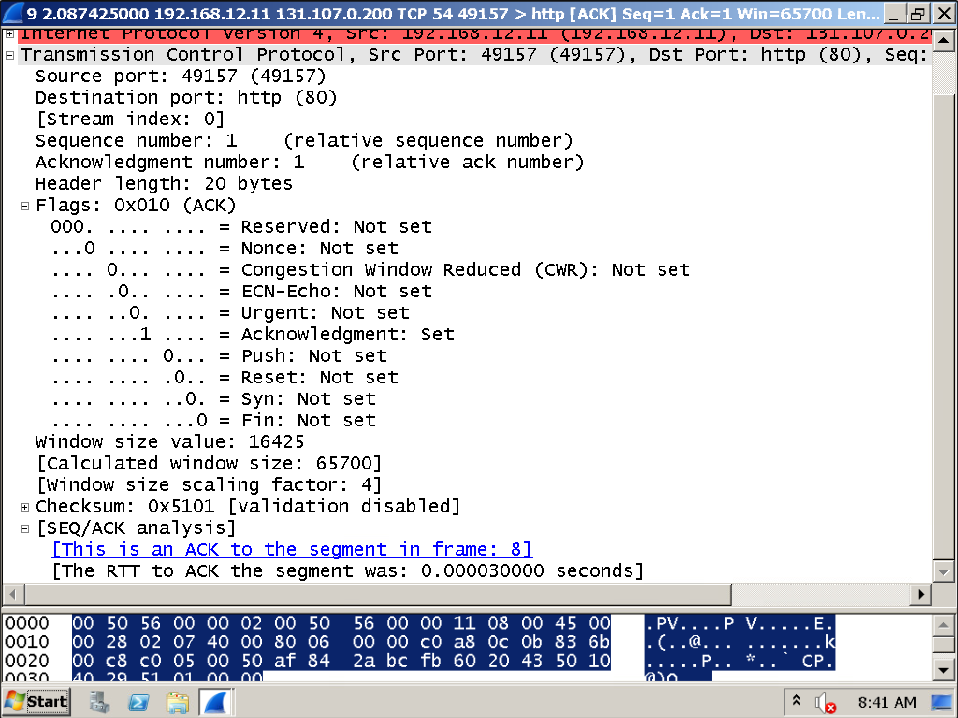 9 2.087425000 192.168.12.11 131.107.0.200 TCP 54 49157 > http [ACK] Seq=1 Ack=1 Win=65700 Len...
Internet Protocol Version 4, Src: 192.168.12.11 (192.168.12.11), Dst: 131.107.0.2
Transmission Control Protocol, Src Port: 49157 (49157), Dst Port: http (80), Seq:
Source port: 49157 (49157)
Destination port: http (80)
[Stream index: 0]
Sequence number: 1    (relative sequence number)
Acknowledgment number: 1    (relative ack number)
Header length: 20 bytes
Flags: 0x010 (ACK)
000. .... .... = Reserved: Not set
...0 .... .... = Nonce: Not set
.... 0... .... = Congestion Window Reduced (CWR): Not set
.... .0.. .... = ECN-Echo: Not set
.... ..0. .... = Urgent: Not set
.... ...1 .... = Acknowledgment: Set
.... .... 0... = Push: Not set
.... .... .0.. = Reset: Not set
.... .... ..0. = Syn: Not set
.... .... ...0 = Fin: Not set
Window size value: 16425
[Calculated window size: 65700]
[Window size scaling factor: 4]
Checksum: 0x5101 [validation disabled]
[SEQ/ACK analysis]
[This is an ACK to the segment in frame: 8]
[The RTT to ACK the segment was: 0.000030000 seconds]
0000 00 50 56 00 00 02 00 50 56 00 00 11 08 00 45 00 .PV....P V.....E.
0010 00 28 02 07 40 00 80 06 00 00 c0 a8 0c 0b 83 6b .(..@... .......k
0020 00 c8 c0 05 00 50 af 84 2a bc fb 60 20 43 50 10 .....P.. *..` CP.
0030 40 29 51 01 00 00 @)Q...
Start 8:41 AM